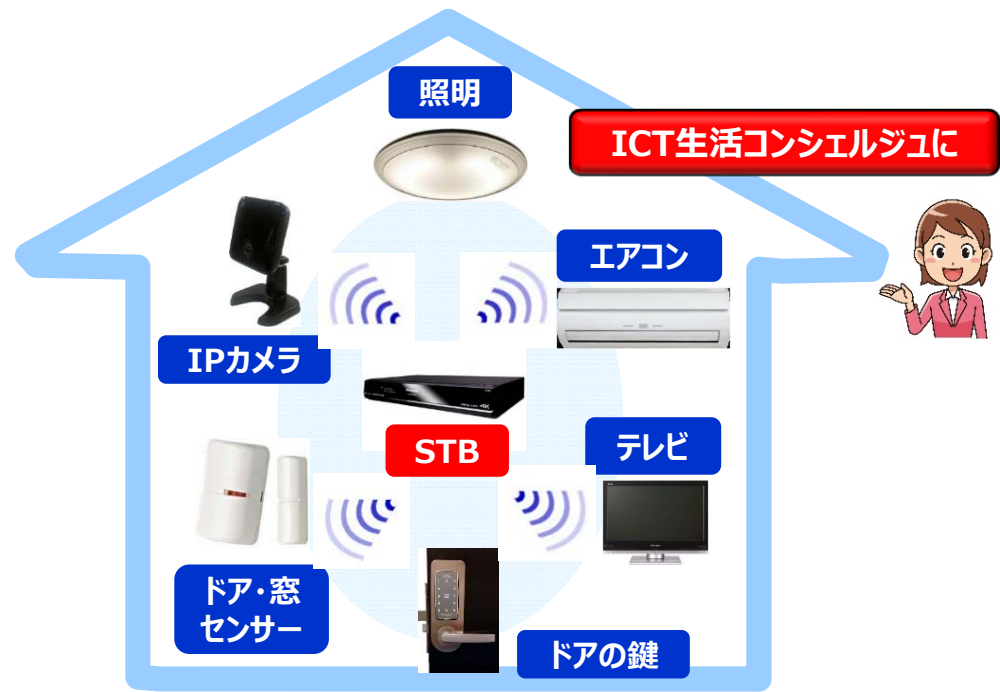 照明
ICT生活コンシェルジュに
エアコン
IPカメラ
4K
STB
テレビ
ドア・窓
センサー
ドアの鍵